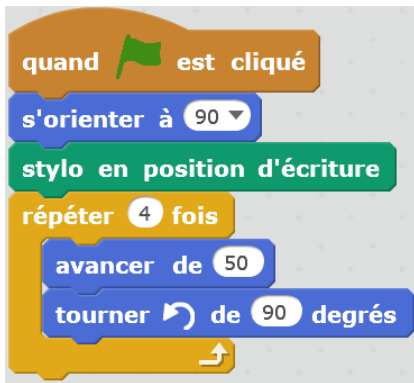 quand est cliqué
s'orienter à 90
stylo en position d'écriture
répéter 4 fois
avancer de 50
tourner de 90 degrés